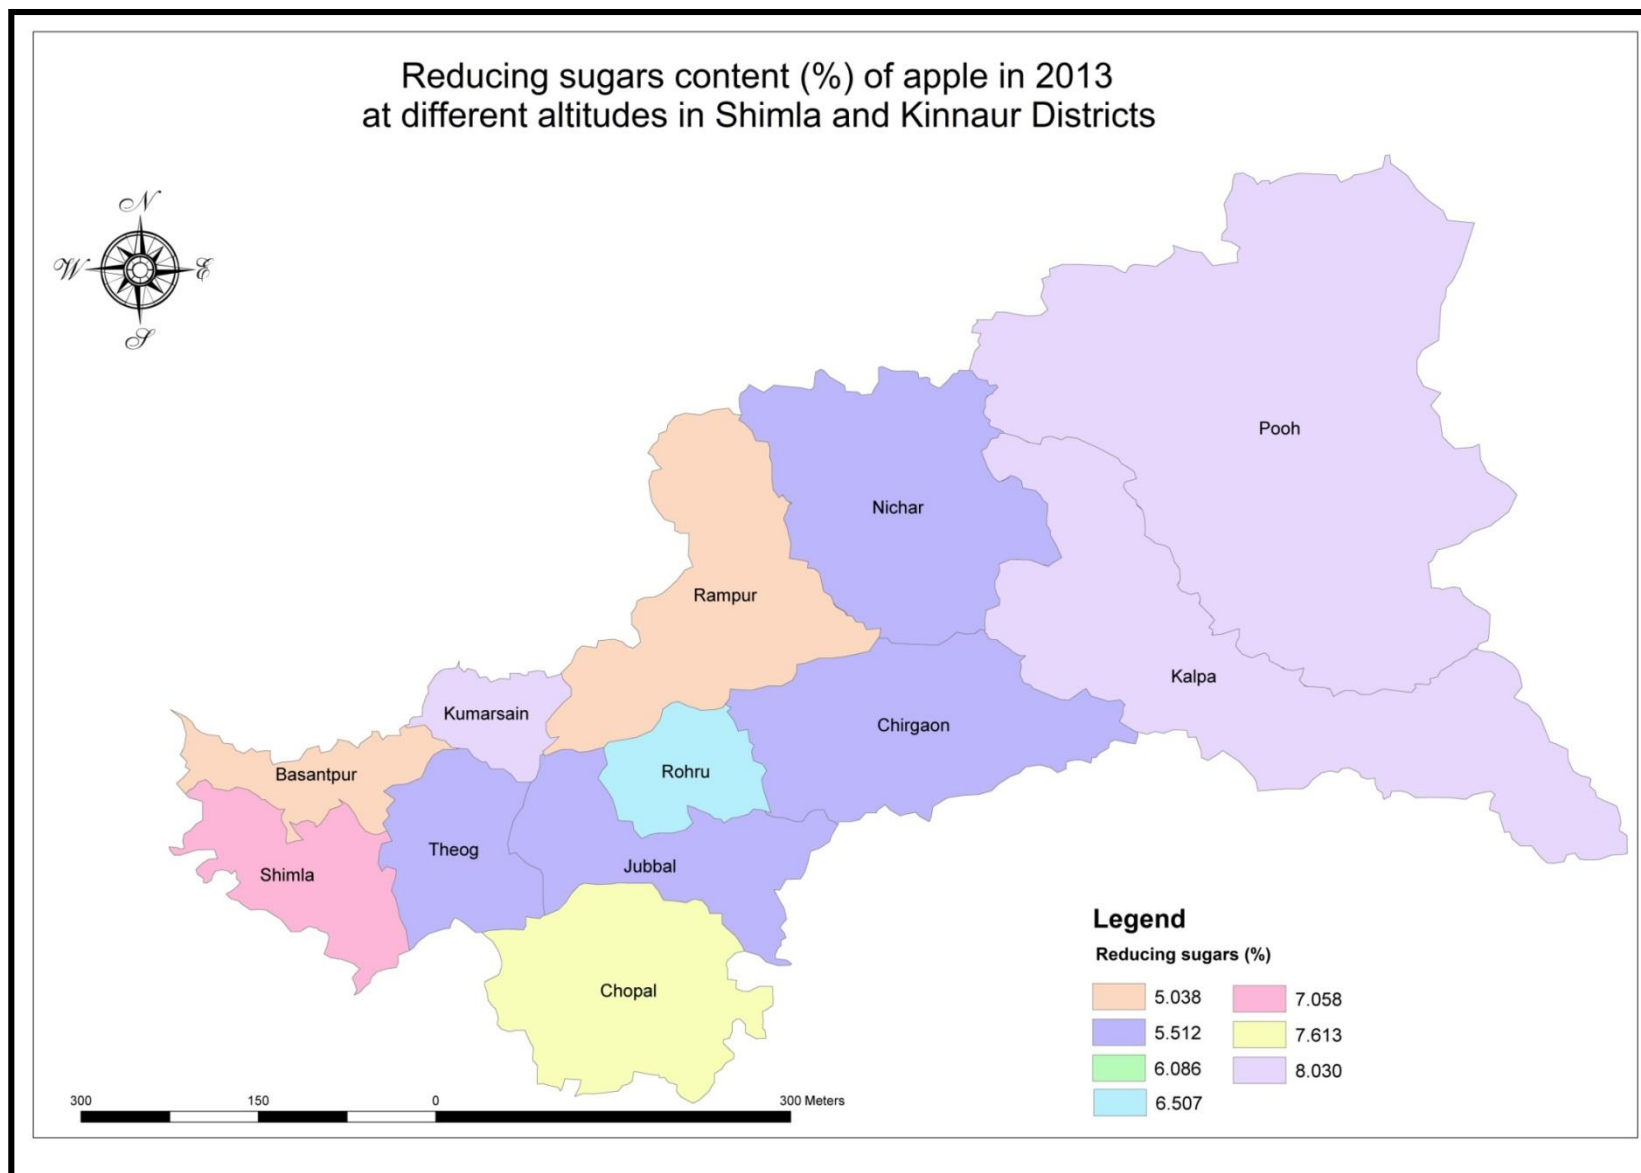 Reducing sugars content (%) of apple in 2013
at different altitudes in Shimla and Kinnaur Districts
N
W
E
S
Pooh
Nichar
Rampur
Kalpa
Kumarsain
Chirgaon
Rohru
Basantpur
Theog
Jubbal
Shimla
Chopal
Legend
Reducing sugars (%)
5.038
5.512
6.086
6.507
7.058
7.613
8.030
300 150 0 300 Meters